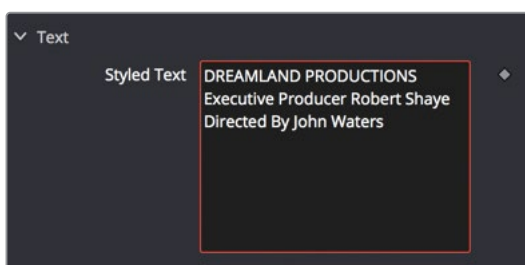 Text
Styled Text
DREAMLAND PRODUCTIONS
Executive Producer Robert Shaye
Directed By John Waters